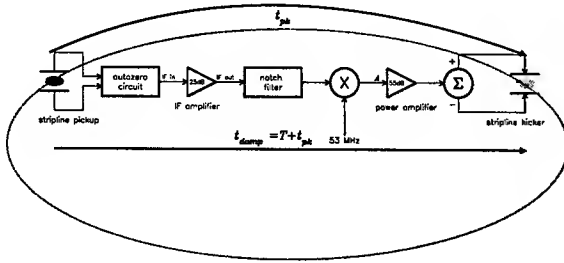 t_pk
autozero circuit
IF in
23dB
IF out
notch filter
X
A
55dB
+
Σ
−
stripline pickup
IF amplifier
power amplifier
stripline kicker
t_damp = T + t_pk
53 MHz